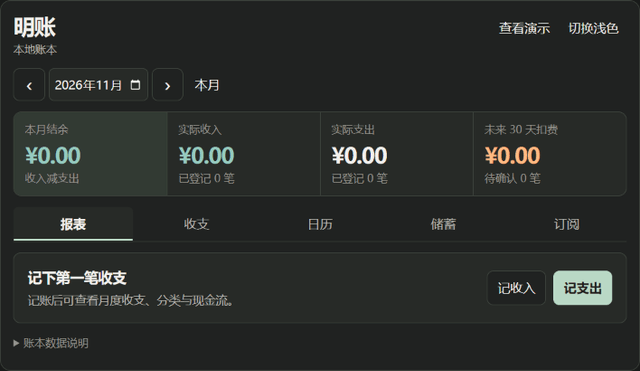 明账
本地账本
查看演示 切换浅色
‹ 2026年11月 › 本月
本月结余
¥0.00
收入减支出
实际收入
¥0.00
已登记 0 笔
实际支出
¥0.00
已登记 0 笔
未来 30 天扣费
¥0.00
待确认 0 笔
报表 收支 日历 储蓄 订阅
记下第一笔收支
记账后可查看月度收支、分类与现金流。
记收入 记支出
▶ 账本数据说明